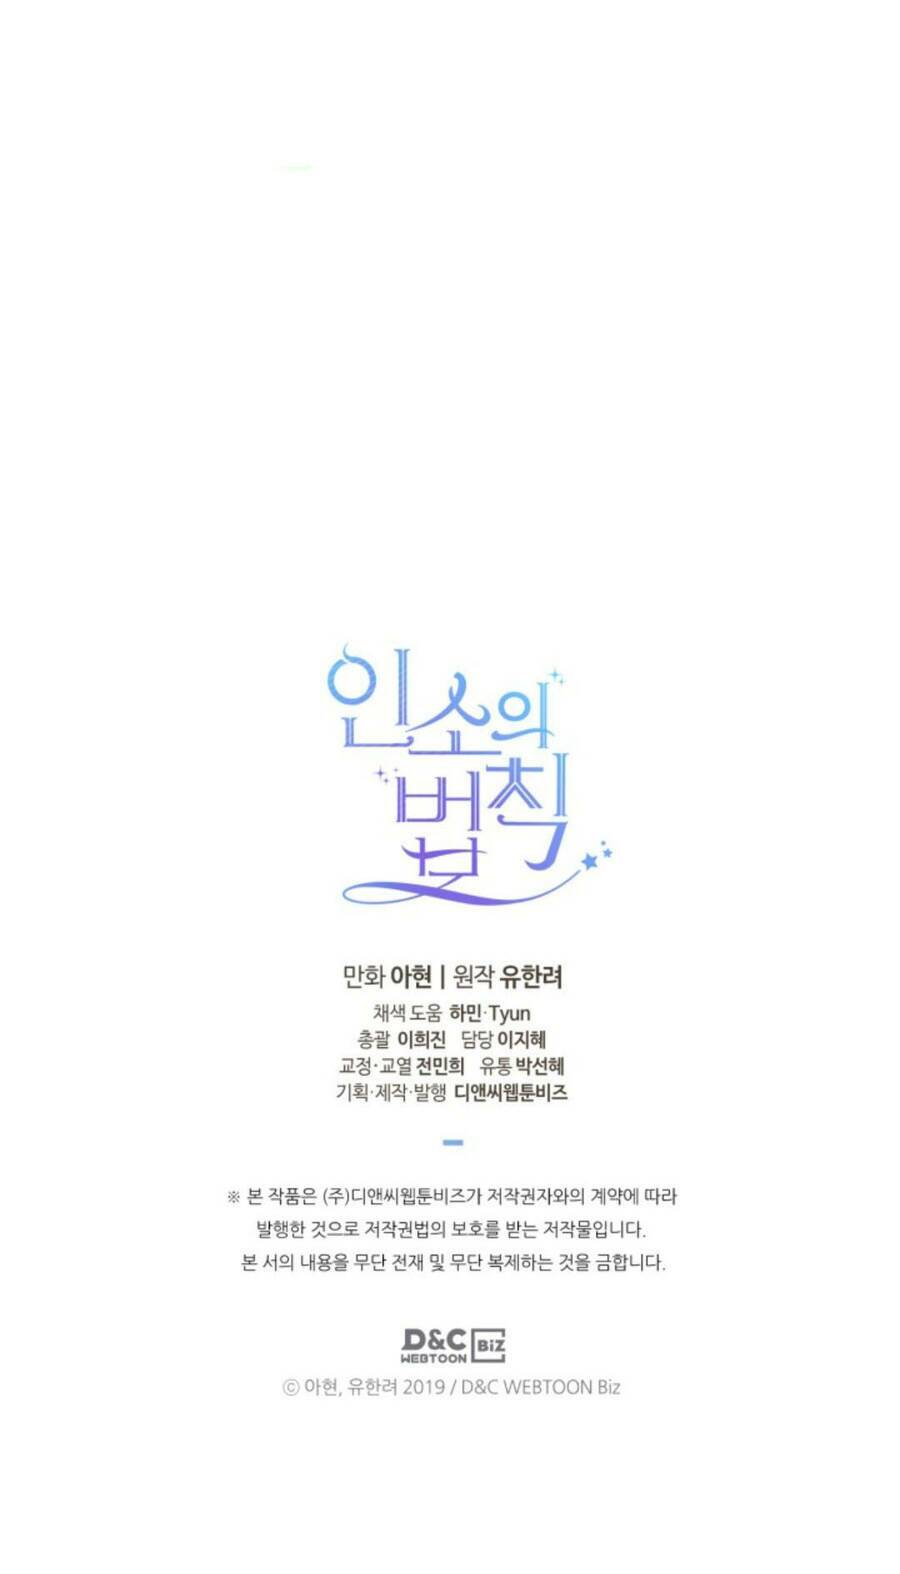 인소의
법칙
만화 아현 | 원작 유한려
채색 도움 하민·Tyun
총괄 이희진 담당 이지혜
교정·교열 전민희 유통 박선혜
기획·제작·발행 디앤씨웹툰비즈
※ 본 작품은 (주)디앤씨웹툰비즈가 저작권자와의 계약에 따라
발행한 것으로 저작권법의 보호를 받는 저작물입니다.
본 서의 내용을 무단 전재 및 무단 복제하는 것을 금합니다.
D&C BiZ
WEBTOON
ⓒ 아현, 유한려 2019 / D&C WEBTOON Biz